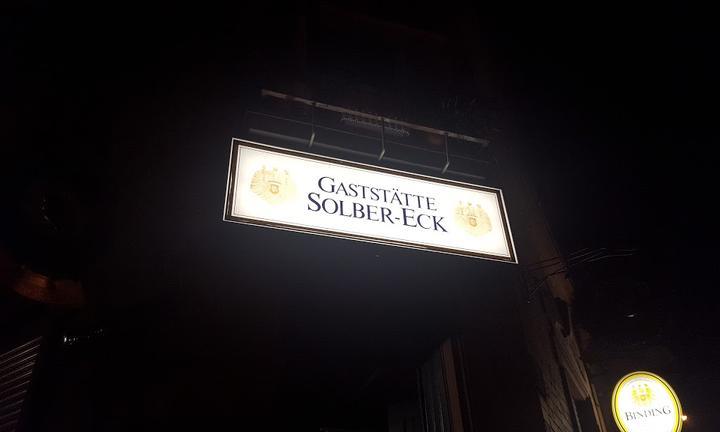 GASTSTÄTTE
SOLBER-ECK
BINDING